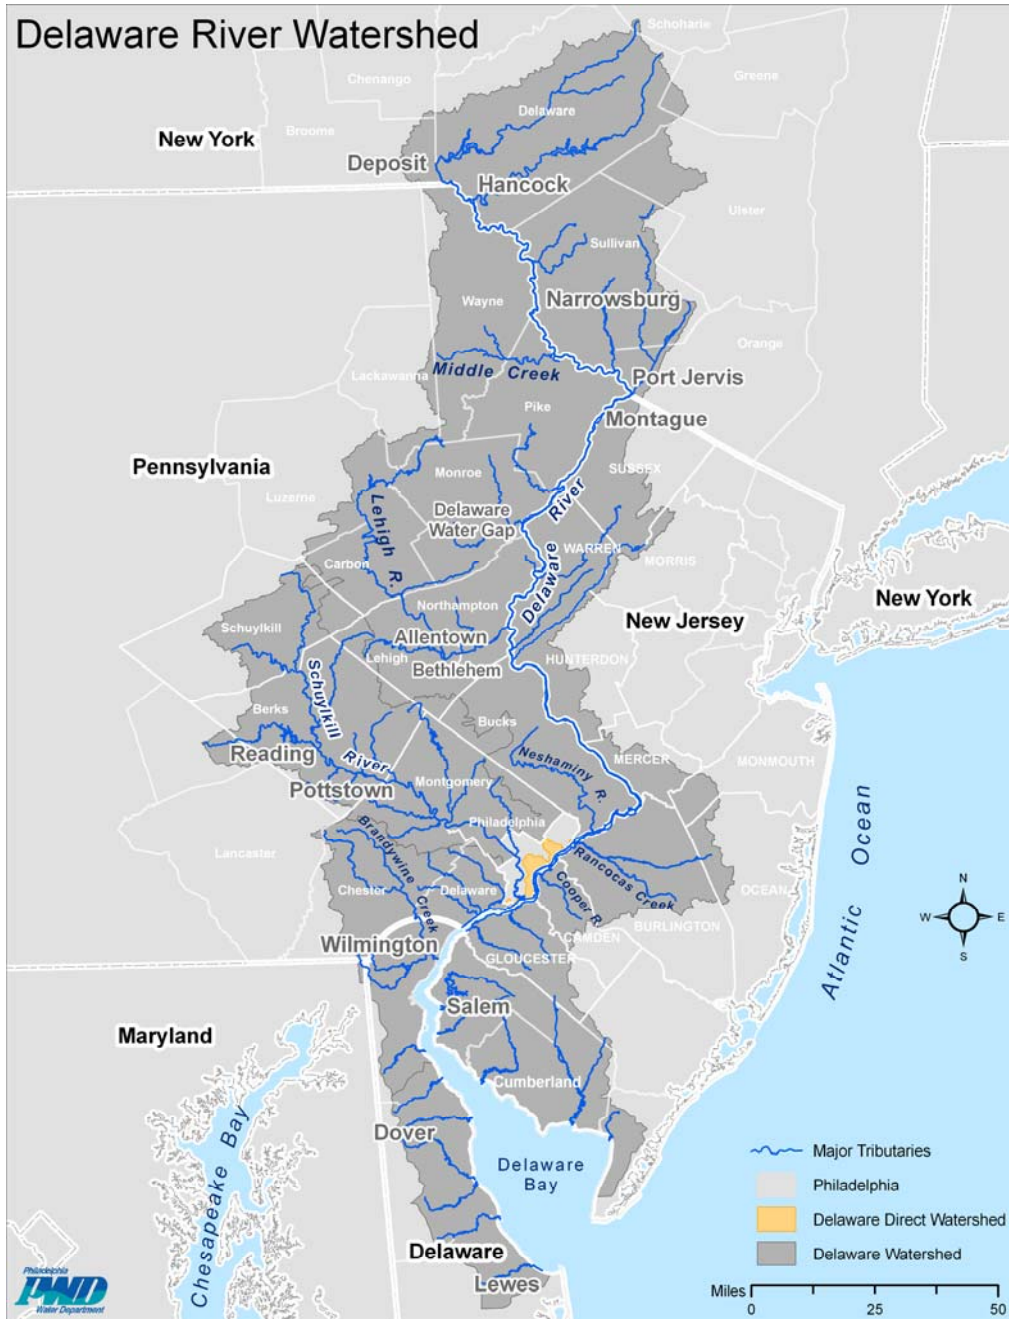 Delaware River Watershed
Schoharie
Chenango
Greene
Delaware
Broome
New York
Deposit
Hancock
Ulster
Sullivan
Wayne
Narrowsburg
Orange
Lackawanna
Middle Creek
Port Jervis
Pike
Montague
Pennsylvania
Monroe
SUSSEX
Luzerne
Lehigh R.
Delaware
Water Gap
Delaware River
WARREN
MORRIS
Carbon
Northampton
New York
New Jersey
Schuylkill
Allentown
Lehigh
Bethlehem
HUNTERDON
Schuylkill River
Berks
Bucks
Reading
Neshaminy R.
MERCER
MONMOUTH
Pottstown
Montgomery
Philadelphia
Lancaster
Brandywine Creek
Rancocas Creek
Chester
Delaware
Cooper R.
OCEAN
Atlantic Ocean
N
W
E
S
BURLINGTON
Wilmington
CAMDEN
GLOUCESTER
Salem
Maryland
Cumberland
Chesapeake Bay
Dover
Delaware
Bay
Major Tributaries
Philadelphia
Delaware Direct Watershed
Delaware Watershed
Delaware
Lewes
Philadelphia
PWD
Water Department
Miles
0
25
50